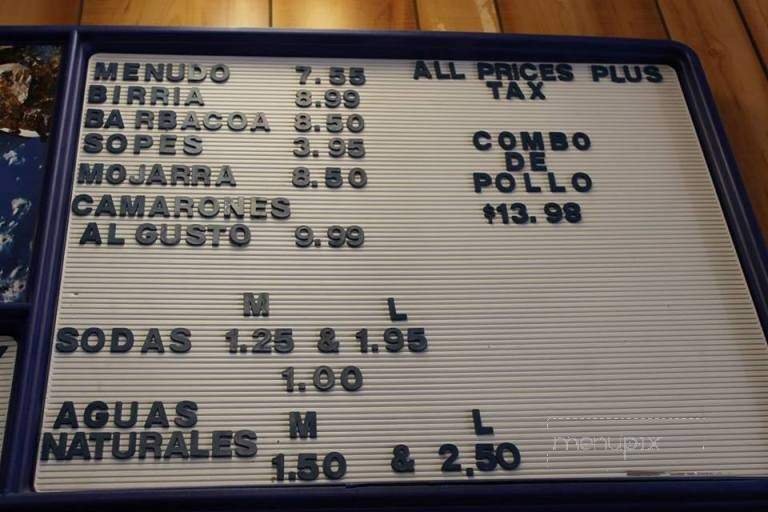 MENUDO 7.55
BIRRIA 8.99
BARBACOA 8.50
SOPES 3.95
MOJARRA 8.50
CAMARONES
AL GUSTO 9.99
ALL PRICES PLUS
TAX
COMBO
DE
POLLO
$13.98
M L
SODAS 1.25 & 1.95
1.00
AGUAS M L
NATURALES 1.50 & 2.50
menupix